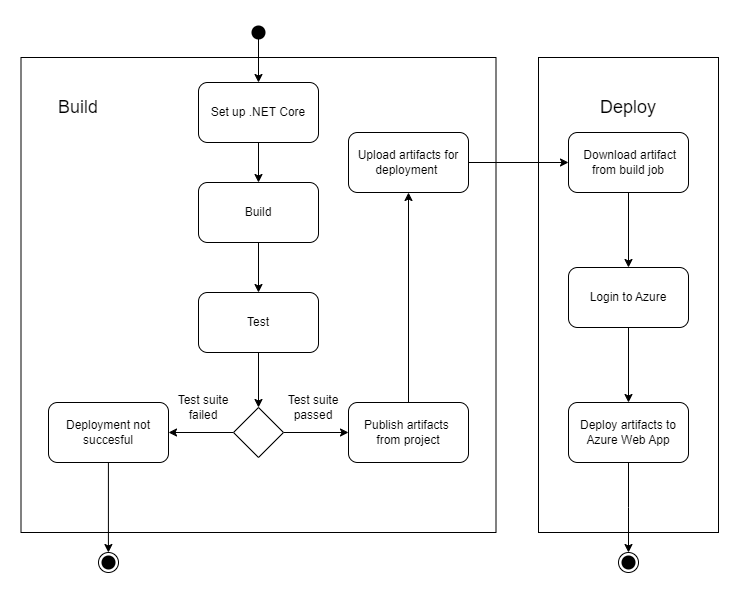 Build
Set up .NET Core
Build
Test
Test suite
failed
Test suite
passed
Deployment not
succesful
Publish artifacts
from project
Upload artifacts for
deployment
Deploy
Download artifact
from build job
Login to Azure
Deploy artifacts to
Azure Web App